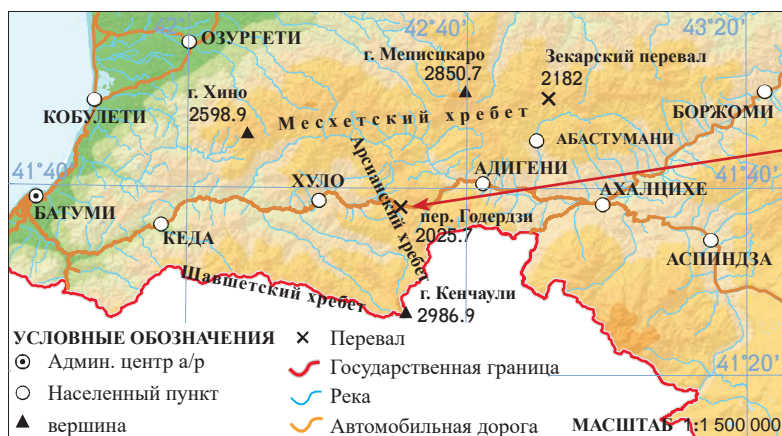 42°
42°40'
43°20'
ОЗУРГЕТИ
г. Меписцкаро
2850.7
Зекарский перевал
2182
г. Хино
2598.9
КОБУЛЕТИ
БОРЖОМИ
Месхетский хребет
АБАСТУМАНИ
Арсианский хребет
41°40'
ХУЛО
АДИГЕНИ
41°40'
АХАЛЦИХЕ
БАТУМИ
КЕДА
пер. Годердзи
2025.7
АСПИНДЗА
Шавшетский хребет
г. Кенчаули
2986.9
УСЛОВНЫЕ ОБОЗНАЧЕНИЯ
Админ. центр а/р
Населенный пункт
вершина
Перевал
Государственная граница
Река
Автомобильная дорога
41°20'
МАСШТАБ 1:1 500 000